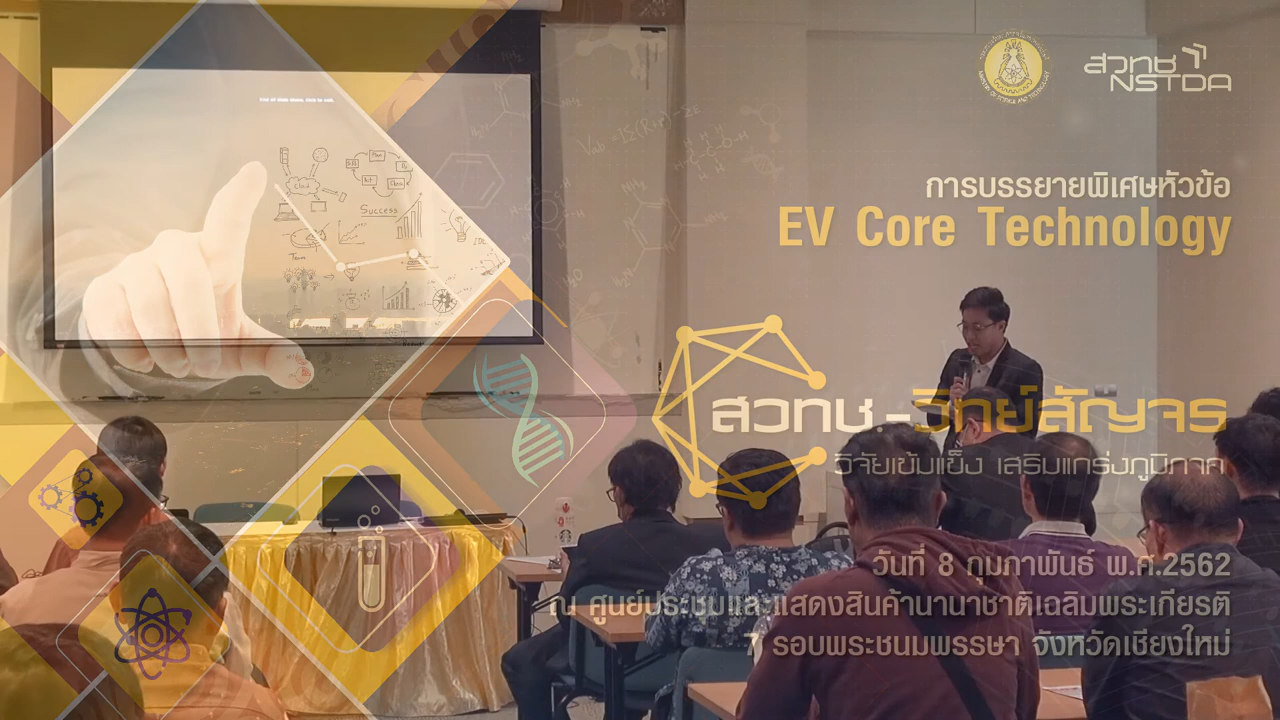 สวทช
NSTDA
การบรรยายพิเศษหัวข้อ
EV Core Technology
Success
Team
สวทช.-วิทย์สัญจร
วิจัยเข้มแข็ง เสริมแกร่งภูมิภาค
วันที่ 8 กุมภาพันธ์ พ.ศ.2562
ณ ศูนย์ประชุมและแสดงสินค้านานาชาติเฉลิมพระเกียรติ
7 รอบพระชนมพรรษา จังหวัดเชียงใหม่